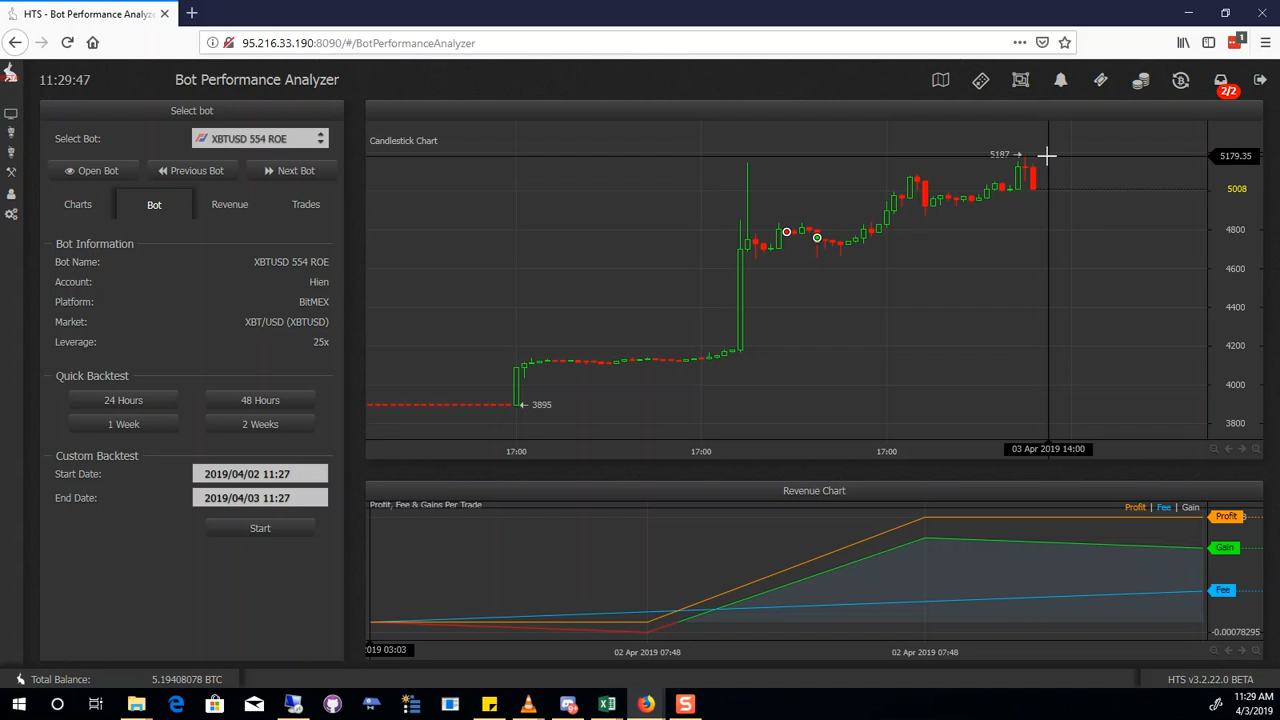 HTS - Bot Performance Analyze
95.216.33.190:8090/#/BotPerformanceAnalyzer
1
11:29:47
Bot Performance Analyzer
2/2
Select bot
Select Bot:
XBTUSD 554 ROE
Open Bot
Previous Bot
Next Bot
Charts
Bot
Revenue
Trades
Bot Information
Bot Name:
XBTUSD 554 ROE
Account:
Hien
Platform:
BitMEX
Market:
XBT/USD (XBTUSD)
Leverage:
25x
Quick Backtest
24 Hours
48 Hours
1 Week
2 Weeks
Custom Backtest
Start Date:
2019/04/02 11:27
End Date:
2019/04/03 11:27
Start
Candlestick Chart
5187
5179.35
5008
4800
4600
4400
4200
4000
3800
3895
17:00
17:00
17:00
03 Apr 2019 14:00
Revenue Chart
Profit, Fee & Gains Per Trade
Profit | Fee | Gain
Profit
Gain
Fee
-0.00078295
2019 03:03
02 Apr 2019 07:48
02 Apr 2019 07:48
Total Balance:
5.19408078 BTC
HTS v3.2.22.0 BETA
11:29 AM
4/3/2019